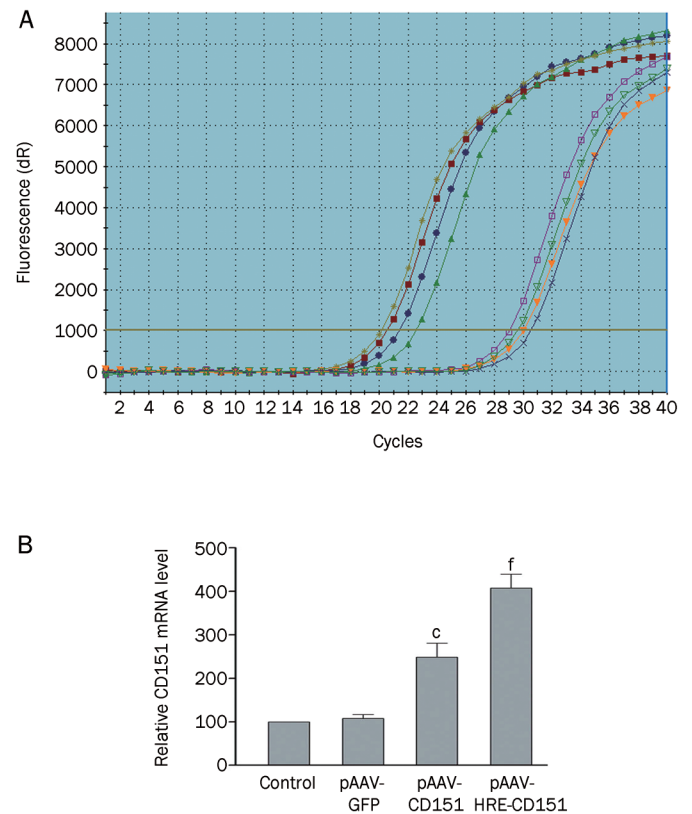 A
8000
7000
6000
5000
4000
3000
2000
1000
0
Fluorescence (dR)
2 4 6 8 10 12 14 16 18 20 22 24 26 28 30 32 34 36 38 40
Cycles
B
500
400
300
200
100
0
Relative CD151 mRNA level
c
f
Control pAAV- pAAV- pAAV-
GFP CD151 HRE-CD151